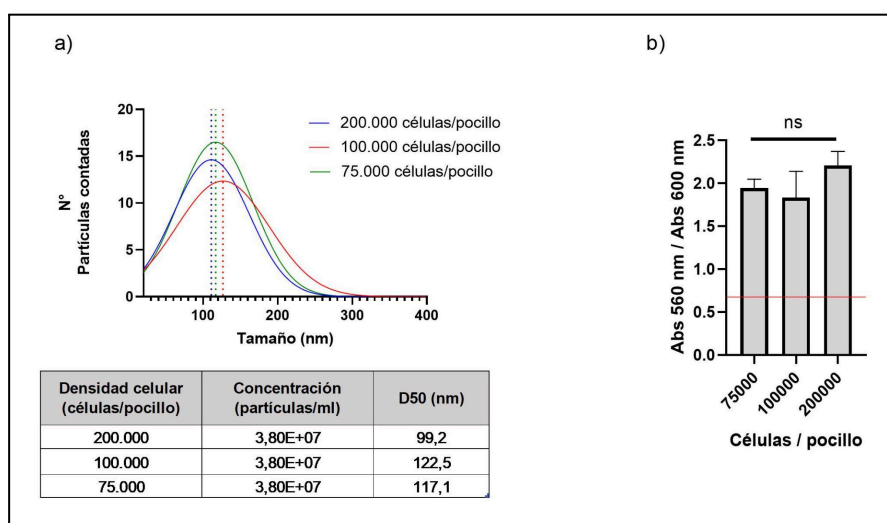 a)
20
15
10
5
0
N°
Partículas contadas
200.000 células/pocillo
100.000 células/pocillo
75.000 células/pocillo
100
200
300
400
Tamaño (nm)
Densidad celular
(células/pocillo)
Concentración
(partículas/ml)
D50 (nm)
200.000
3,80E+07
99,2
100.000
3,80E+07
122,5
75.000
3,80E+07
117,1
b)
ns
2.5
2.0
1.5
1.0
0.5
0.0
Abs 560 nm / Abs 600 nm
75000
100000
200000
Células / pocillo